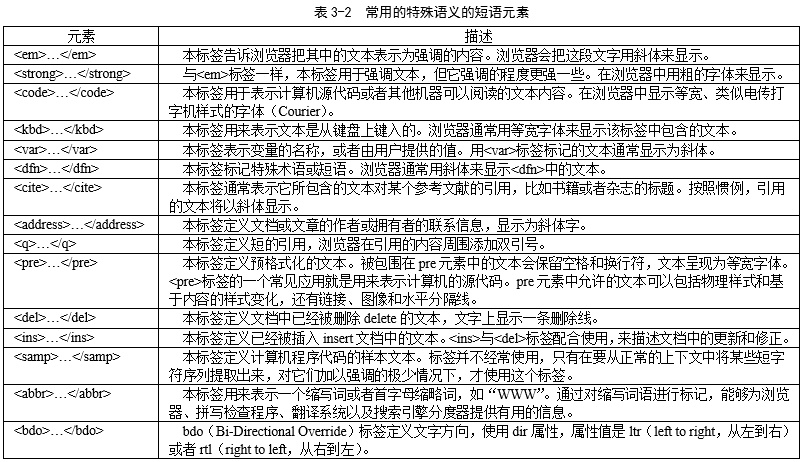 表 3-2 常用的特殊语义的短语元素
元素 描述
<em>…</em> 本标签告诉浏览器把其中的文本表示为强调的内容。浏览器会把这段文字用斜体来显示。
<strong>…</strong> 与<em>标签一样，本标签用于强调文本，但它强调的程度更强一些。在浏览器中用粗的字体来显示。
<code>…</code> 本标签用于表示计算机源代码或者其他机器可以阅读的文本内容。在浏览器中显示等宽、类似电传打
字机样式的字体（Courier）。
<kbd>…</kbd> 本标签用来表示文本是从键盘上键入的。浏览器通常用等宽字体来显示该标签中包含的文本。
<var>…</var> 本标签表示变量的名称，或者由用户提供的值。用<var>标签标记的文本通常显示为斜体。
<dfn>…</dfn> 本标签标记特殊术语或短语。浏览器通常用斜体来显示<dfn>中的文本。
<cite>…</cite> 本标签通常表示它所包含的文本对某个参考文献的引用，比如书籍或者杂志的标题。按照惯例，引用
的文本将以斜体显示。
<address>…</address> 本标签定义文档或文章的作者或拥有者的联系信息，显示为斜体字。
<q>…</q> 本标签定义短的引用，浏览器在引用的内容周围添加双引号。
<pre>…</pre> 本标签定义预格式化的文本。被包围在 pre 元素中的文本会保留空格和换行符，文本呈现为等宽字体。
<pre>标签的一个常见应用就是用来表示计算机的源代码。pre 元素中允许的文本可以包括物理样式和基
于内容的样式变化，还有链接、图像和水平分隔线。
<del>…</del> 本标签定义文档中已经被删除 delete 的文本，文字上显示一条删除线。
<ins>…</ins> 本标签定义已经被插入 insert 文档中的文本。<ins>与<del>标签配合使用，来描述文档中的更新和修正。
<samp>…</samp> 本标签定义计算机程序代码的样本文本。标签并不经常使用，只有在要从正常的上下文中将某些短字
符序列提取出来，对它们加以强调的极少情况下，才使用这个标签。
<abbr>…</abbr> 本标签用来表示一个缩写词或者首字母缩略词，如“WWW”。通过对缩写词语进行标记，能够为浏览
器、拼写检查程序、翻译系统以及搜索引擎分度器提供有用的信息。
<bdo>…</bdo> bdo（Bi-Directional Override）标签定义文字方向，使用 dir 属性，属性值是 ltr（left to right，从左到右）
或者 rtl（right to left，从右到左）。